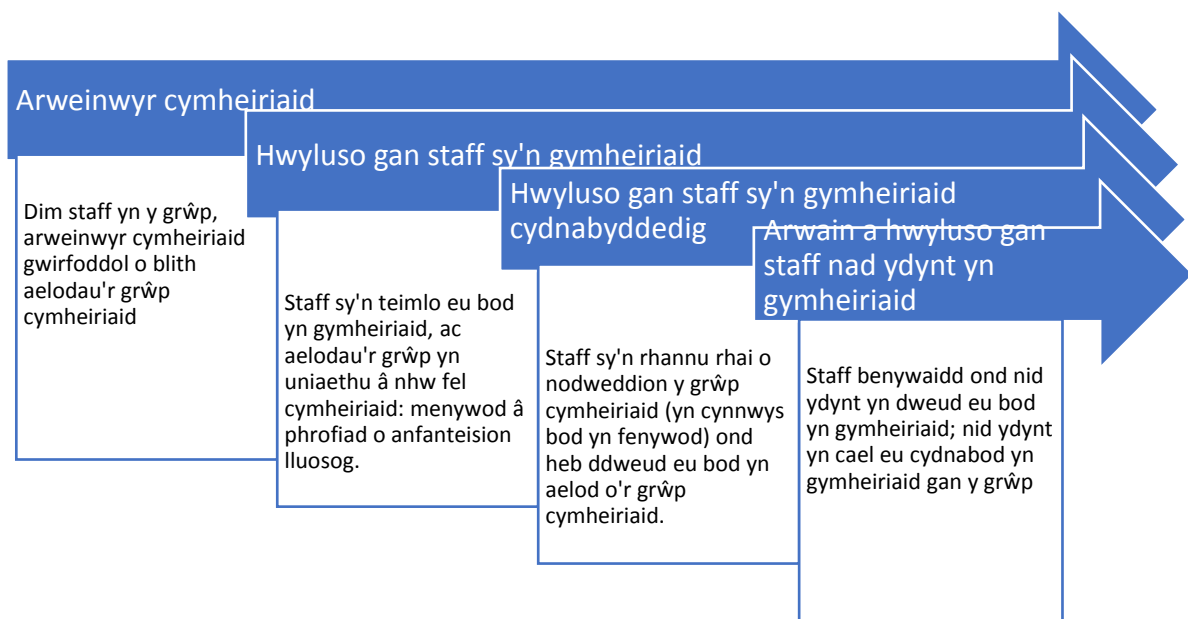 Arweinwyr cymheiriaid
Dim staff yn y grŵp,
arweinwyr cymheiriaid
gwirfoddol o blith
aelodau'r grŵp
cymheiriaid
Hwyluso gan staff sy'n gymheiriaid
Staff sy'n teimlo eu bod
yn gymheiriaid, ac
aelodau'r grŵp yn
uniaethu â nhw fel
cymheiriaid: menywod â
phrofiad o anfanteision
lluosog.
Hwyluso gan staff sy'n gymheiriaid
cydnabyddedig
Staff sy'n rhannu rhai o
nodweddion y grŵp
cymheiriaid (yn cynnwys
bod yn fenywod) ond
heb ddweud eu bod yn
aelod o'r grŵp
cymheiriaid.
Arwain a hwyluso gan
staff nad ydynt yn
gymheiriaid
Staff benywaidd ond nid
ydynt yn dweud eu bod
yn gymheiriaid; nid ydynt
yn cael eu cydnabod yn
gymheiriaid gan y grŵp